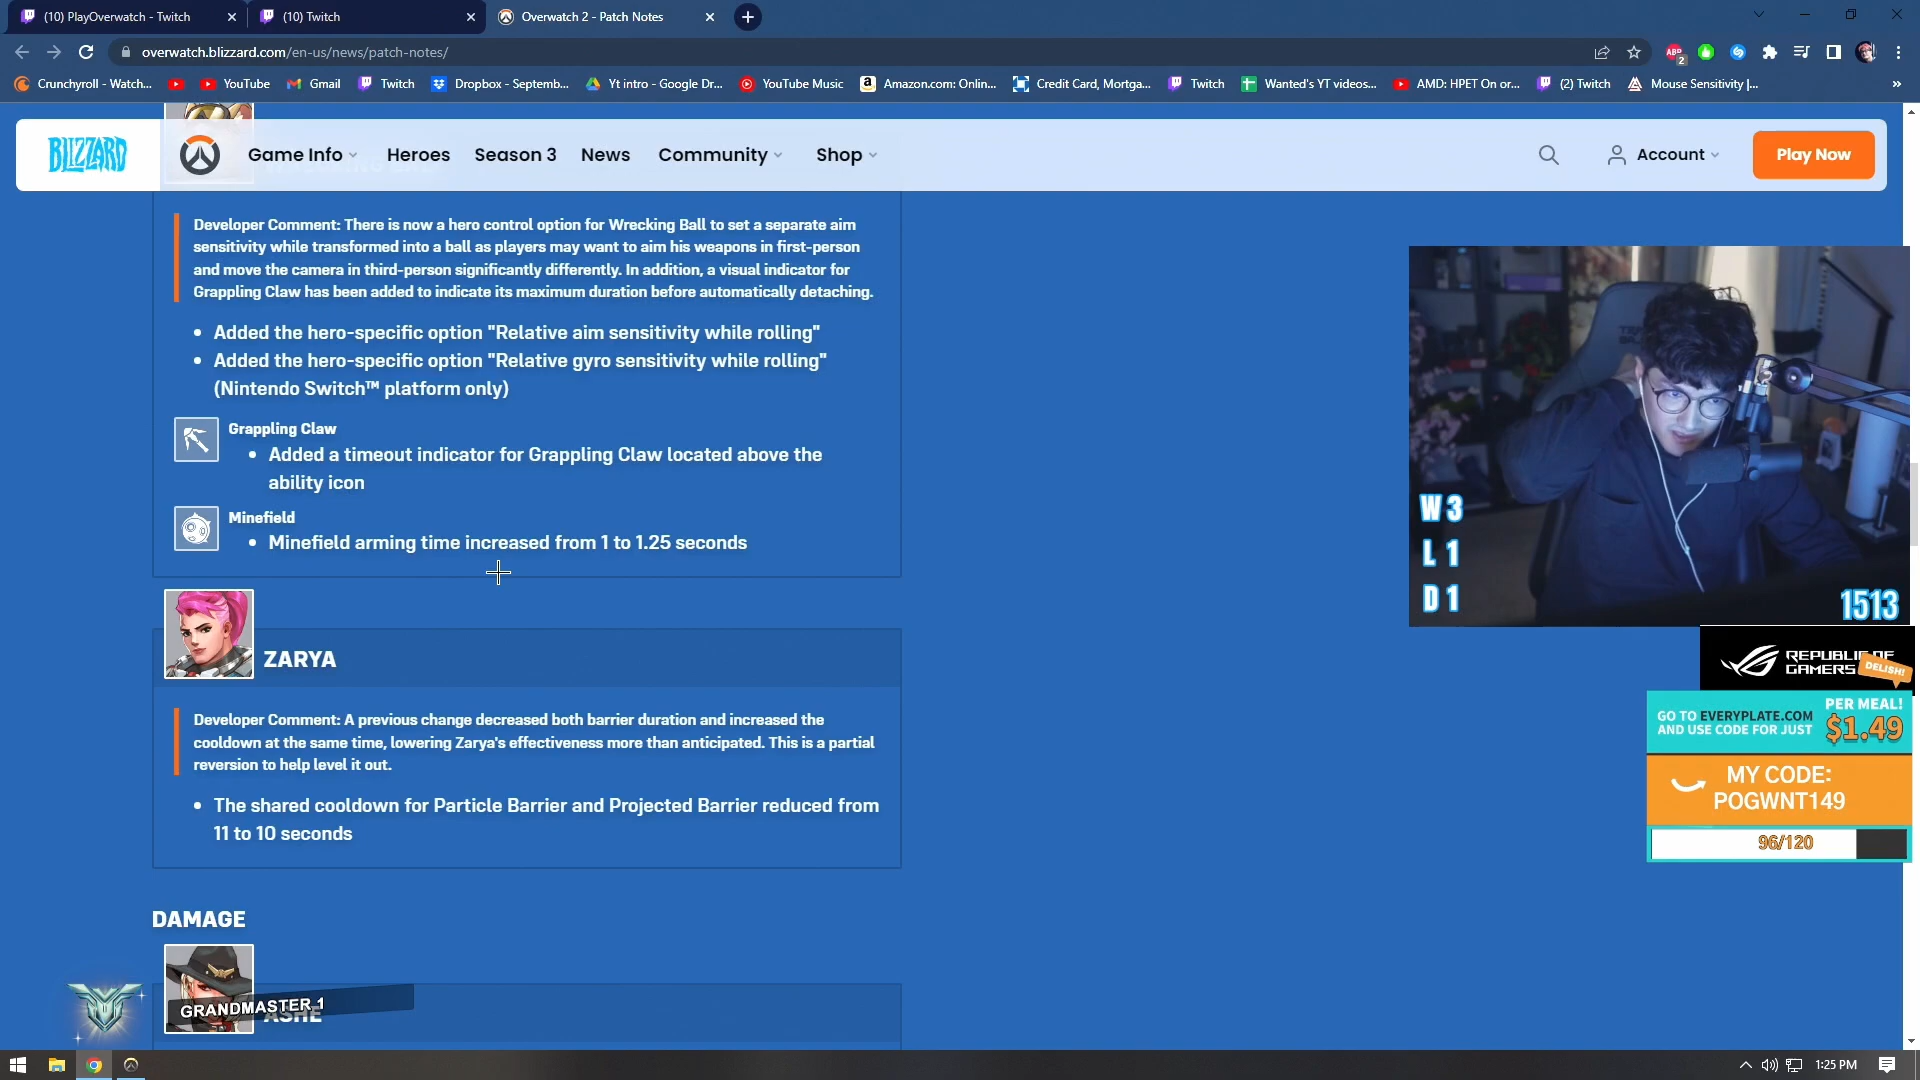 (10) PlayOverwatch - Twitch
(10) Twitch
Overwatch 2 - Patch Notes
overwatch.blizzard.com/en-us/news/patch-notes/
ABP
2
Crunchyroll - Watch...
YouTube
Gmail
Twitch
Dropbox - Septemb...
Yt intro - Google Dr...
YouTube Music
Amazon.com: Onlin...
Credit Card, Mortga...
Twitch
Wanted's YT videos...
AMD: HPET On or...
(2) Twitch
Mouse Sensitivity |...
BLIZZARD
Game Info
Heroes
Season 3
News
Community
Shop
Account
Play Now
Developer Comment: There is now a hero control option for Wrecking Ball to set a separate aim
sensitivity while transformed into a ball as players may want to aim his weapons in first-person
and move the camera in third-person significantly differently. In addition, a visual indicator for
Grappling Claw has been added to indicate its maximum duration before automatically detaching.
Added the hero-specific option "Relative aim sensitivity while rolling"
Added the hero-specific option "Relative gyro sensitivity while rolling"
(Nintendo Switch™ platform only)
Grappling Claw
Added a timeout indicator for Grappling Claw located above the
ability icon
Minefield
Minefield arming time increased from 1 to 1.25 seconds
ZARYA
Developer Comment: A previous change decreased both barrier duration and increased the
cooldown at the same time, lowering Zarya's effectiveness more than anticipated. This is a partial
reversion to help level it out.
The shared cooldown for Particle Barrier and Projected Barrier reduced from
11 to 10 seconds
DAMAGE
GRANDMASTER 1
ASHE
W 3
L 1
D 1
1513
REPUBLIC OF
GAMERS
DELISH!
GO TO EVERYPLATE.COM
AND USE CODE FOR JUST
PER MEAL!
$1.49
MY CODE:
POGWNT149
96/120
1:25 PM